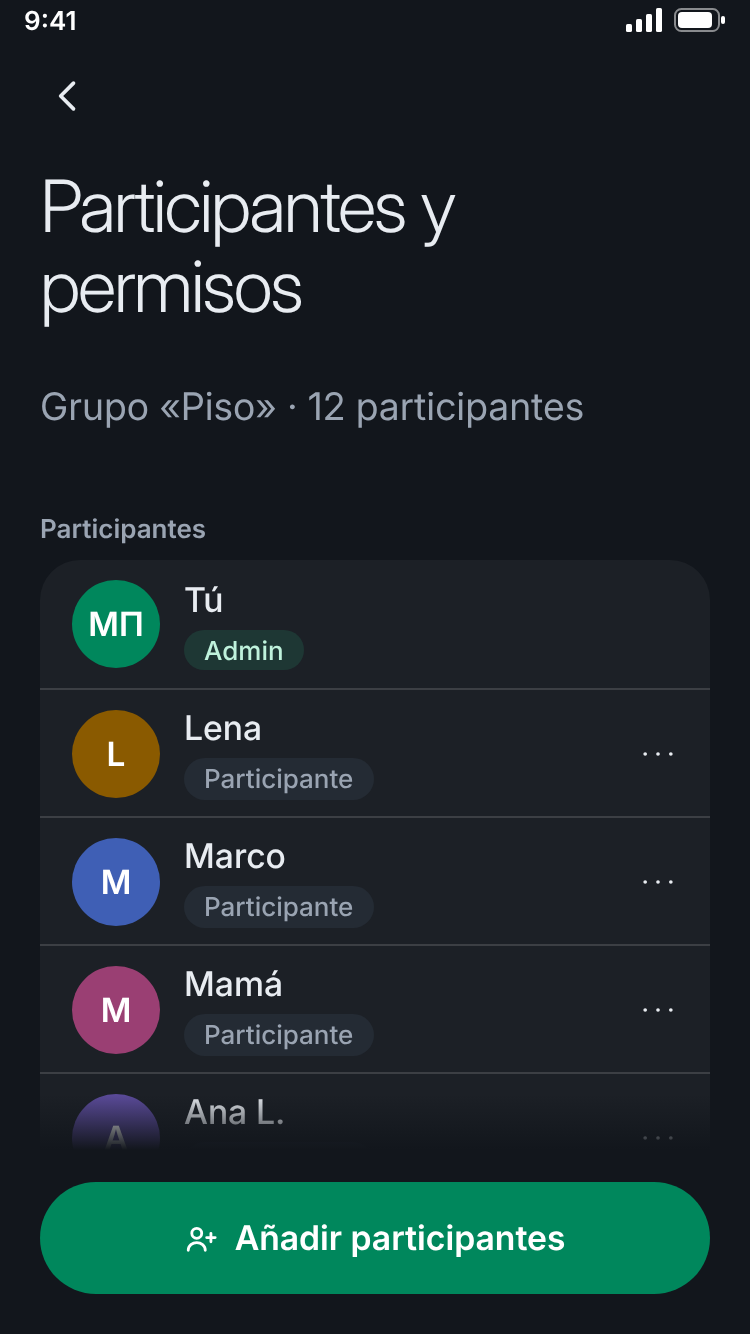 9:41
Participantes y
permisos
Grupo «Piso» · 12 participantes
Participantes
МП
Tú
Admin
L
Lena
Participante
···
M
Marco
Participante
···
M
Mamá
Participante
···
A
Ana L.
···
Añadir participantes